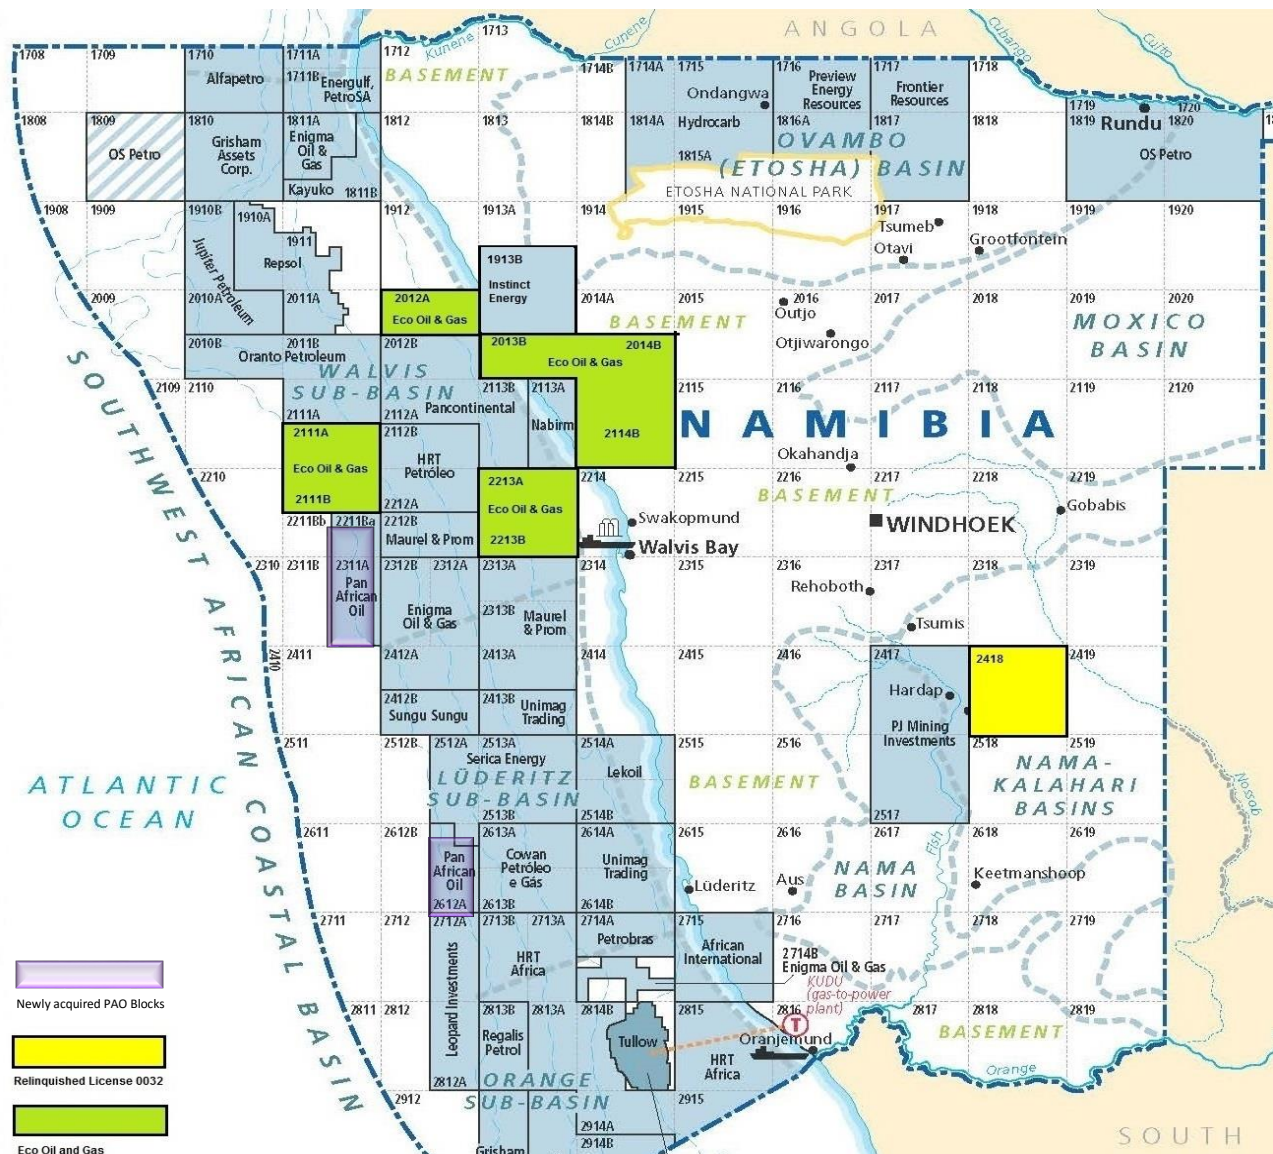 ANGOLA
1713
Kunene
Cunene
Cubango
Cuito
1708
1709
1710
1711A
1712
1711B
BASEMENT
1714B
1714A
1715
1716
1717
1718
Alfapetro
Energulf,
PetroSA
Ondangwa
Preview
Energy
Resources
Frontier
Resources
1719
1720
1808
1809
1810
1811A
1812
1813
1814B
1814A
Hydrocarb
1816A
1817
1818
1819
Rundu
1820
OS Petro
Grisham
Assets
Corp.
Enigma
Oil &
Gas
OVAMBO
(ETOSHA) BASIN
1815A
OS Petro
Kayuko
1811B
ETOSHA NATIONAL PARK
1908
1909
1910B
1910A
1912
1913A
1914
1915
1916
1917
1918
1919
1920
Tsumeb
Grootfontein
Otavi
1911
Repsol
Jupiter Petroleum
1913B
Instinct
Energy
2009
2010A
2011A
2012A
Eco Oil & Gas
2014A
2015
2016
2017
2018
2019
2020
Outjo
BASEMENT
Otjiwarongo
MOXICO
BASIN
2010B
2011B
2012B
2013B
2014B
Eco Oil & Gas
Oranto Petroleum
WALVIS
SUB-BASIN
2109
2110
2113B
2113A
2115
2116
2117
2118
2119
2120
Pancontinental
2111A
2112A
Nabirm
2114B
NAMIBIA
2111A
2112B
Okahandja
Eco Oil & Gas
HRT
Petróleo
2210
2213A
2214
2215
2216
2217
2218
2219
BASEMENT
2111B
2212A
Eco Oil & Gas
Gobabis
2211Bb
2211Ba
2212B
Swakopmund
WINDHOEK
Maurel & Prom
2213B
Walvis Bay
2310
2311B
2311A
2312B
2312A
2313A
2314
2315
2316
2317
2318
2319
Pan
African
Oil
Rehoboth
Enigma
Oil & Gas
2313B
Maurel
& Prom
Tsumis
2410
2411
2412A
2413A
2414
2415
2416
2417
2418
2419
Hardap
2412B
2413B
Sungu Sungu
Unimag
Trading
PJ Mining
Investments
2511
2512B
2512A
2513A
2514A
2515
2516
2518
2519
Serica Energy
Lekoil
LÜDERITZ
SUB-BASIN
BASEMENT
NAMA-
KALAHARI
BASINS
2513B
2514B
2517
Nossob
ATLANTIC
OCEAN
SOUTHWEST AFRICAN COASTAL BASIN
2611
2612B
2613A
2614A
2615
2616
2617
2618
2619
Fish
Pan
African
Oil
Cowan
Petróleo
e Gás
Unimag
Trading
NAMA
BASIN
Lüderitz
Aus
Keetmanshoop
2612A
2613B
2614B
2711
2712
2712A
2713B
2713A
2714A
2715
2716
2717
2718
2719
Petrobras
African
International
HRT
Africa
2714B
Enigma Oil & Gas
Leopard Investments
KUDU
(gas-to-power
plant)
Newly acquired PAO Blocks
2811
2812
2813B
2813A
2814B
2815
2816
2817
2818
T
Regalis
Petrol
Tullow
Oranjemund
BASEMENT
HRT
Africa
Orange
Relinquished License 0032
2812A
ORANGE
SUB-BASIN
2912
2915
2914A
2914B
Grisham
SOUTH
Eco Oil and Gas